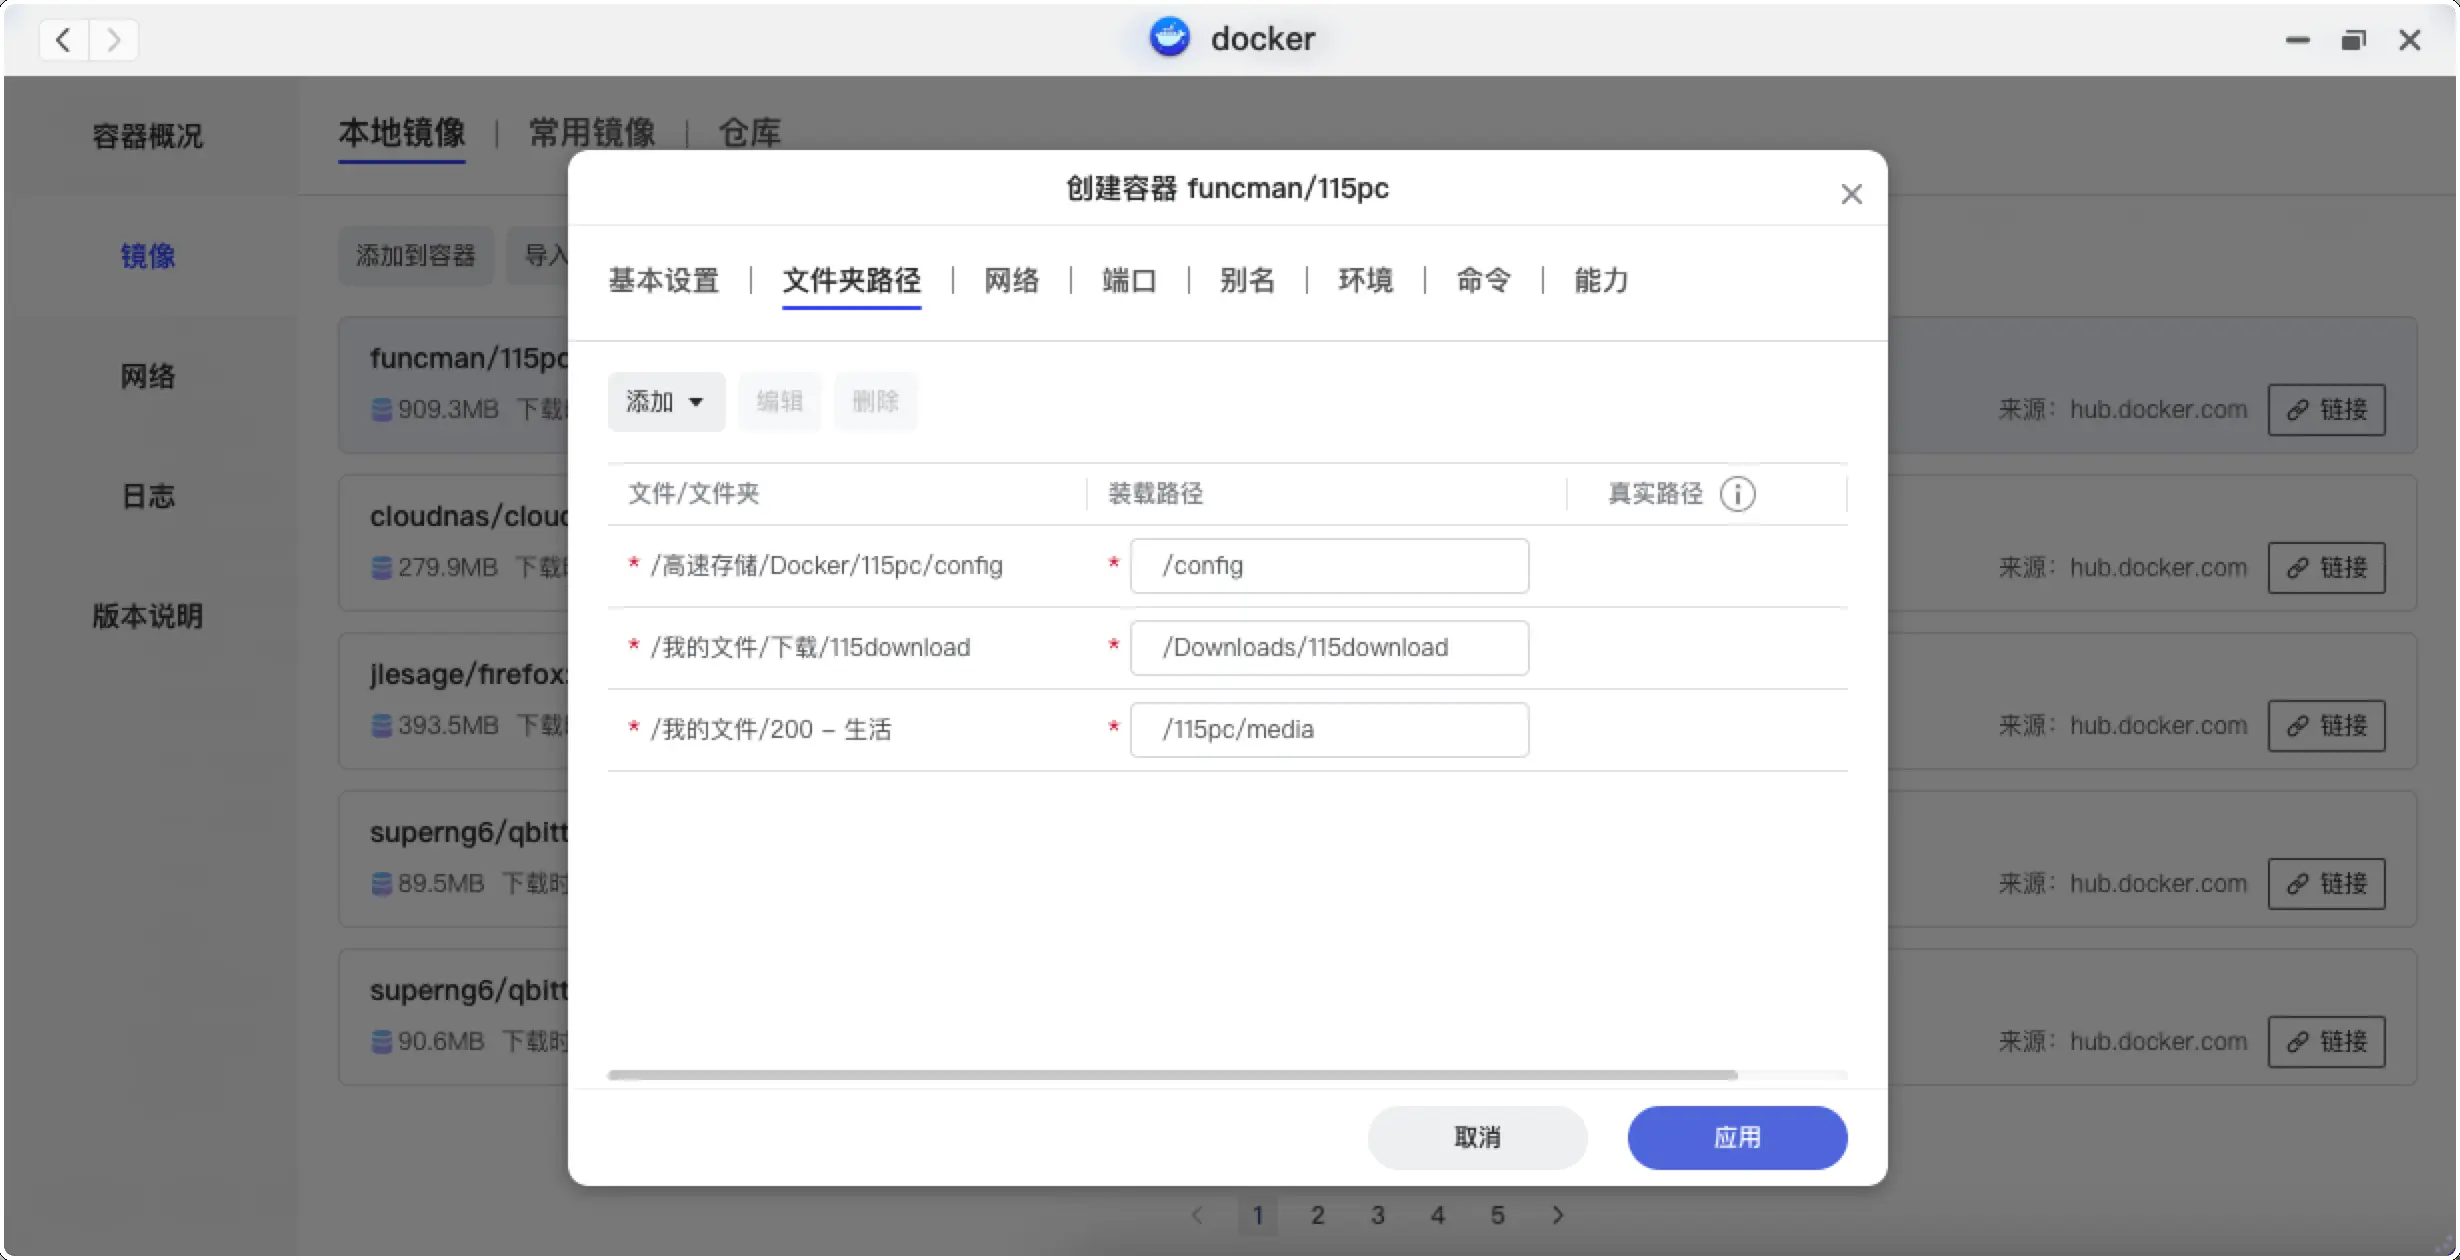 docker
容器概况
镜像
网络
日志
版本说明
本地镜像 | 常用镜像 | 仓库
添加到容器 导入
funcman/115pc
909.3MB 下载
来源：hub.docker.com 链接
cloudnas/clou
279.9MB 下载
来源：hub.docker.com 链接
jlesage/firefox:
393.5MB 下载
来源：hub.docker.com 链接
superng6/qbitt
89.5MB 下载时
来源：hub.docker.com 链接
superng6/qbitt
90.6MB 下载时
来源：hub.docker.com 链接
创建容器 funcman/115pc
基本设置 | 文件夹路径 | 网络 | 端口 | 别名 | 环境 | 命令 | 能力
添加 编辑 删除
文件/文件夹 装载路径 真实路径
* /高速存储/Docker/115pc/config * /config
* /我的文件/下载/115download * /Downloads/115download
* /我的文件/200 - 生活 * /115pc/media
取消 应用
1 2 3 4 5